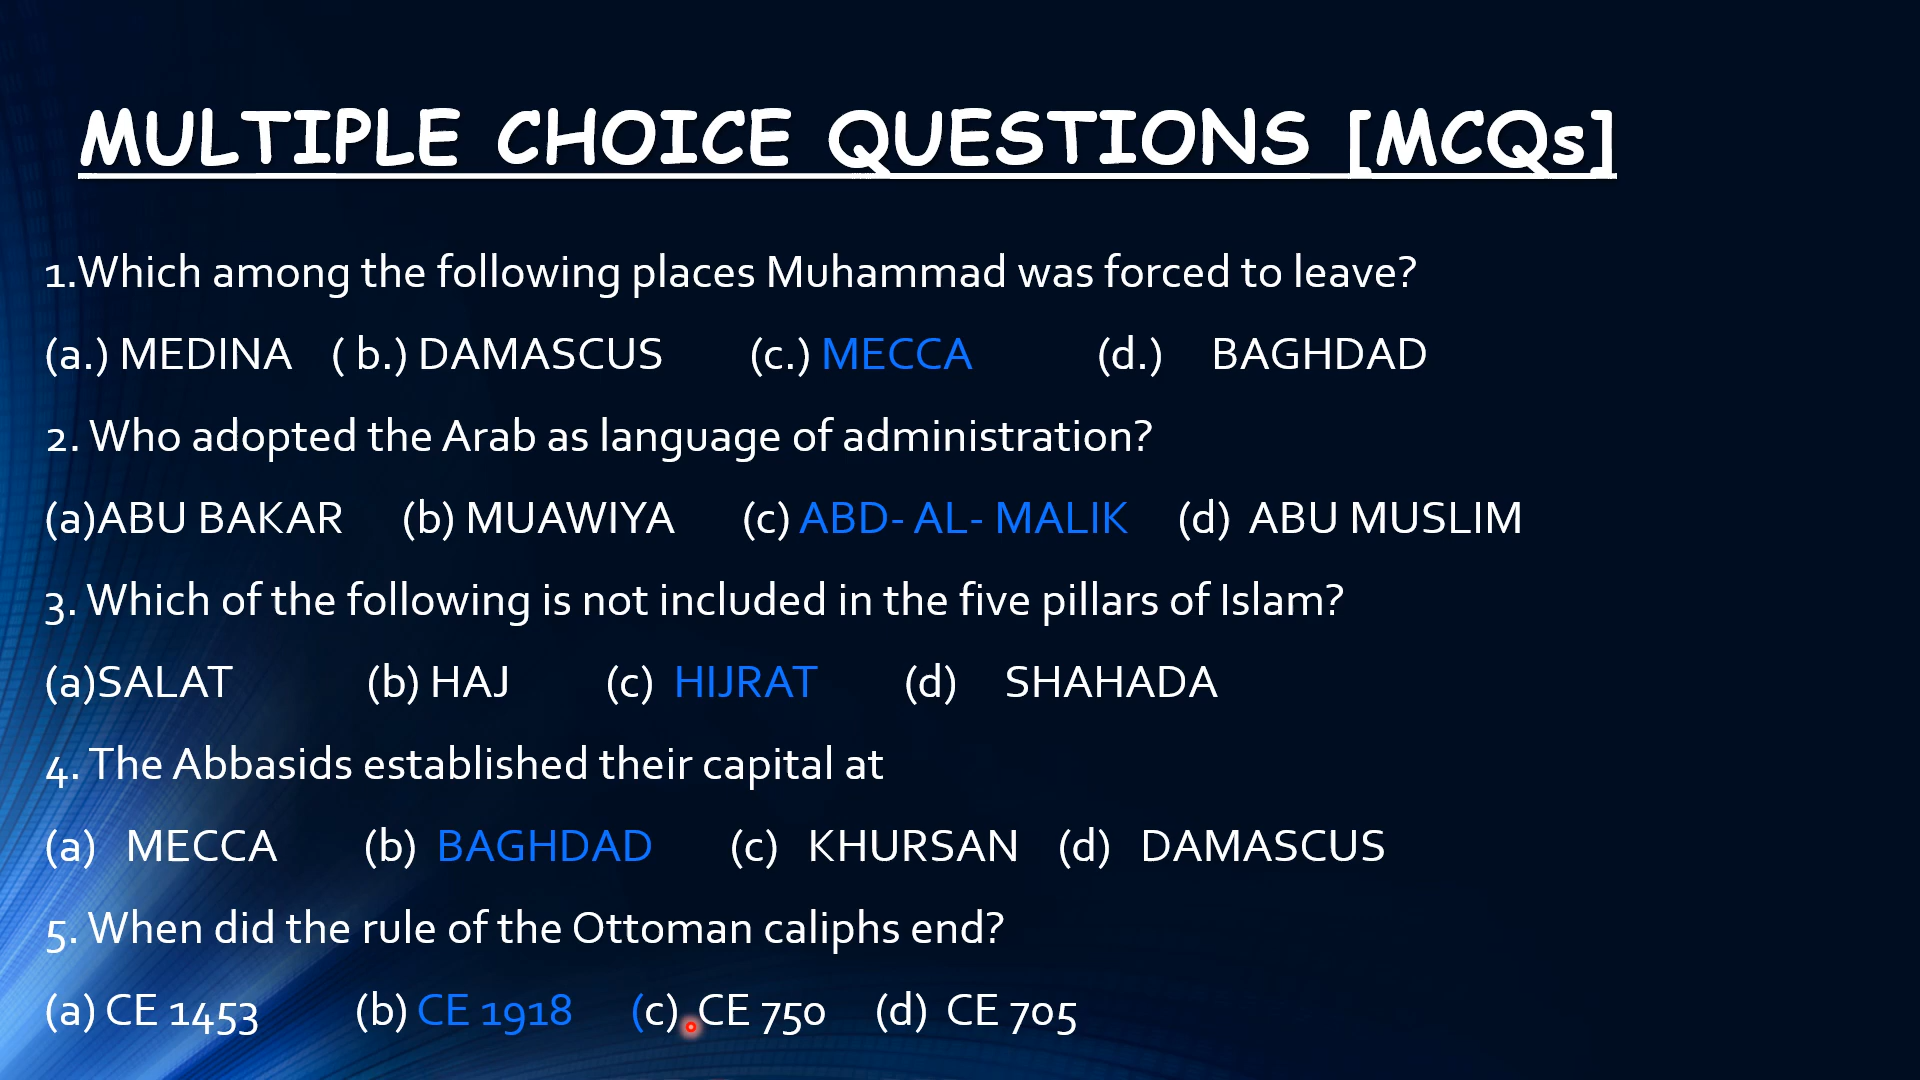 MULTIPLE CHOICE QUESTIONS [MCQs]
1.Which among the following places Muhammad was forced to leave?
(a.) MEDINA ( b.) DAMASCUS (c.) MECCA (d.) BAGHDAD
2. Who adopted the Arab as language of administration?
(a)ABU BAKAR (b) MUAWIYA (c) ABD- AL- MALIK (d) ABU MUSLIM
3. Which of the following is not included in the five pillars of Islam?
(a)SALAT (b) HAJ (c) HIJRAT (d) SHAHADA
4. The Abbasids established their capital at
(a) MECCA (b) BAGHDAD (c) KHURSAN (d) DAMASCUS
5. When did the rule of the Ottoman caliphs end?
(a) CE 1453 (b) CE 1918 (c) CE 750 (d) CE 705